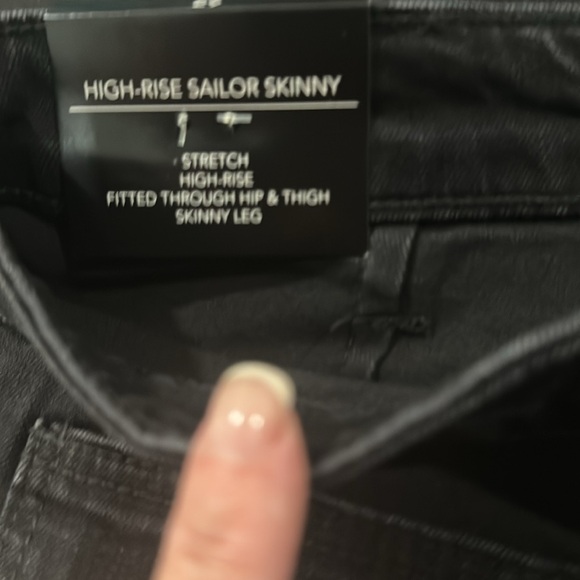 HIGH-RISE SAILOR SKINNY
STRETCH
HIGH-RISE
FITTED THROUGH HIP & THIGH
SKINNY LEG